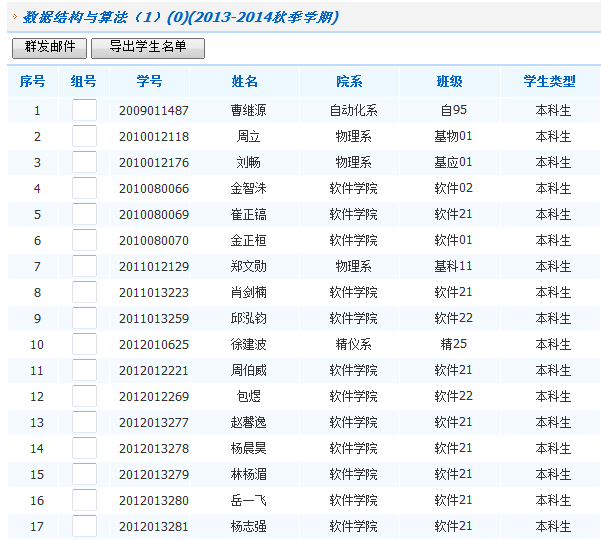 数据结构与算法（1）(0)(2013-2014秋季学期)
群发邮件 导出学生名单
序号 组号 学号 姓名 院系 班级 学生类型
1 2009011487 曹继源 自动化系 自95 本科生
2 2010012118 周立 物理系 基物01 本科生
3 2010012176 刘畅 物理系 基应01 本科生
4 2010080066 金智洙 软件学院 软件02 本科生
5 2010080069 崔正镐 软件学院 软件21 本科生
6 2010080070 金正桓 软件学院 软件01 本科生
7 2011012129 郑文勋 物理系 基科11 本科生
8 2011013223 肖剑楠 软件学院 软件21 本科生
9 2011013259 邱泓钧 软件学院 软件22 本科生
10 2012010625 徐建波 精仪系 精25 本科生
11 2012012221 周伯威 软件学院 软件21 本科生
12 2012012269 包煜 软件学院 软件22 本科生
13 2012013277 赵馨逸 软件学院 软件21 本科生
14 2012013278 杨晨昊 软件学院 软件21 本科生
15 2012013279 林杨湄 软件学院 软件21 本科生
16 2012013280 岳一飞 软件学院 软件21 本科生
17 2012013281 杨志强 软件学院 软件21 本科生